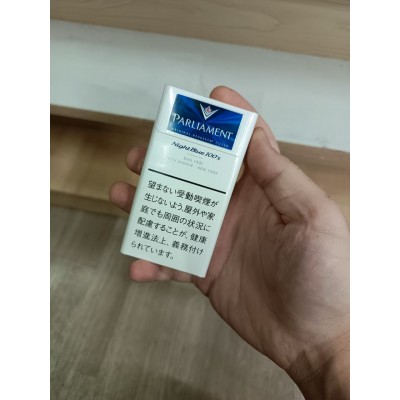 PARLIAMENT
Night Blue 100's
望まない受動喫煙が
生じないよう、屋外や家
庭でも周囲の状況に
配慮することが、健康
増進法上、義務付け
られています。